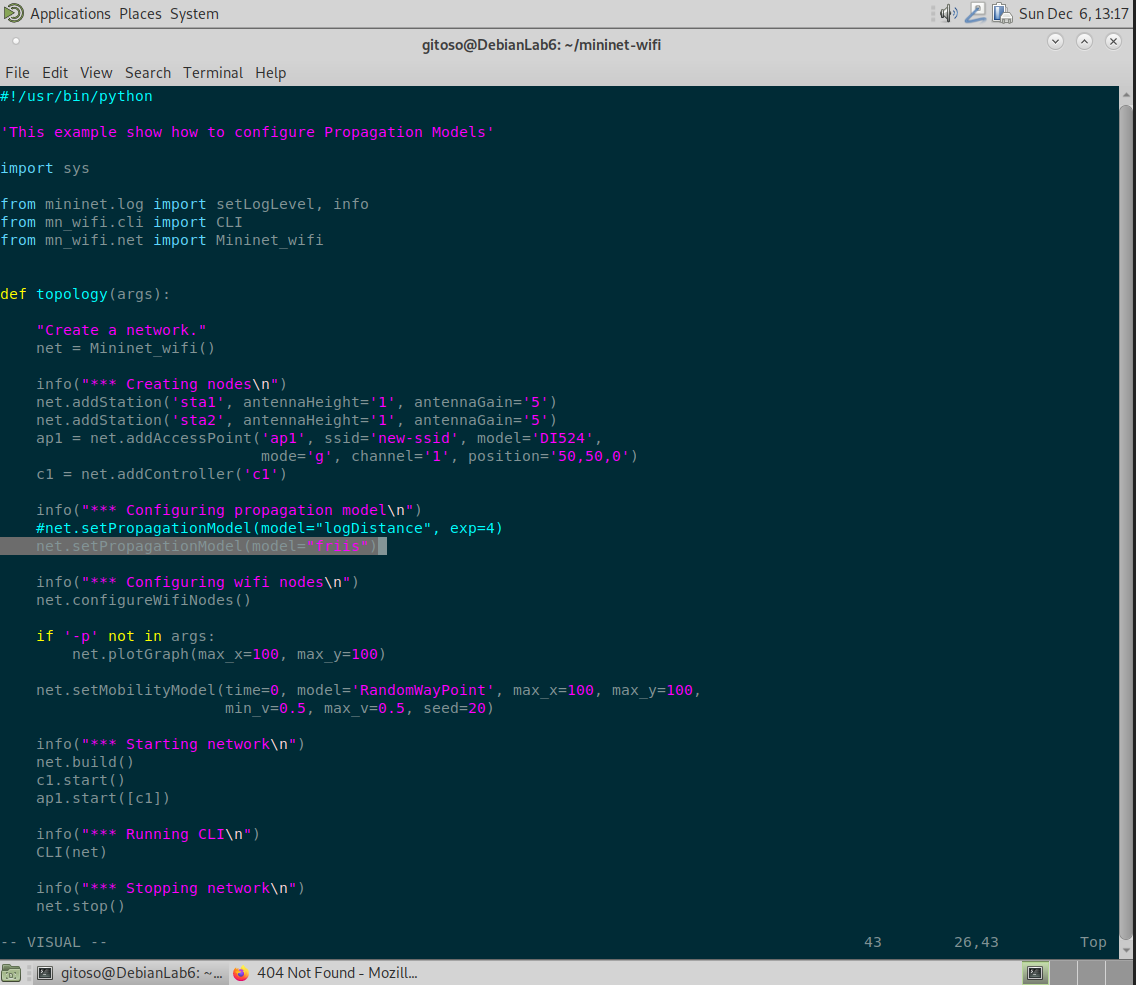 Applications Places System
Sun Dec 6, 13:17
gitoso@DebianLab6: ~/mininet-wifi
File Edit View Search Terminal Help
#!/usr/bin/python
'This example show how to configure Propagation Models'
import sys
from mininet.log import setLogLevel, info
from mn_wifi.cli import CLI
from mn_wifi.net import Mininet_wifi
def topology(args):
    "Create a network."
    net = Mininet_wifi()
    info("*** Creating nodes\n")
    net.addStation('sta1', antennaHeight='1', antennaGain='5')
    net.addStation('sta2', antennaHeight='1', antennaGain='5')
    ap1 = net.addAccessPoint('ap1', ssid='new-ssid', model='DI524',
                             mode='g', channel='1', position='50,50,0')
    c1 = net.addController('c1')
    info("*** Configuring propagation model\n")
    #net.setPropagationModel(model="logDistance", exp=4)
    net.setPropagationModel(model="friis")
    info("*** Configuring wifi nodes\n")
    net.configureWifiNodes()
    if '-p' not in args:
        net.plotGraph(max_x=100, max_y=100)
    net.setMobilityModel(time=0, model='RandomWayPoint', max_x=100, max_y=100,
                         min_v=0.5, max_v=0.5, seed=20)
    info("*** Starting network\n")
    net.build()
    c1.start()
    ap1.start([c1])
    info("*** Running CLI\n")
    CLI(net)
    info("*** Stopping network\n")
    net.stop()
-- VISUAL -- 43 26,43 Top
gitoso@DebianLab6: ~... 404 Not Found - Mozill...